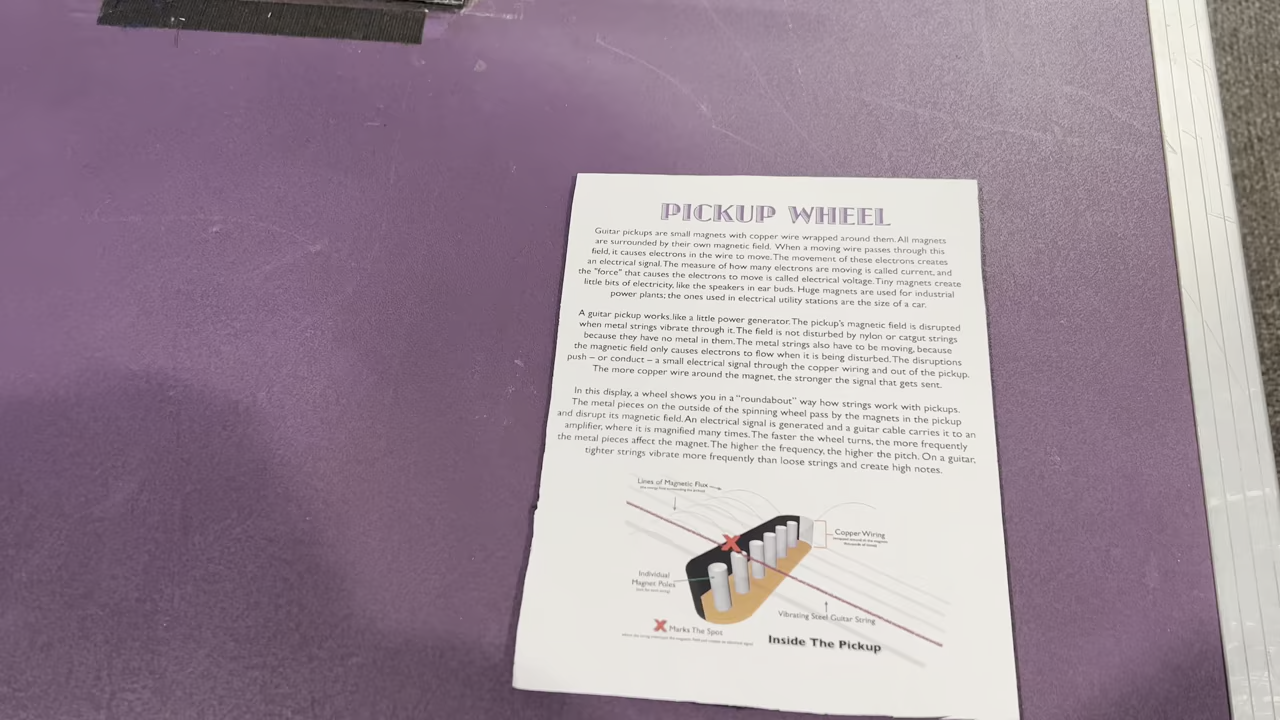 PICKUP WHEEL
Guitar pickups are small magnets with copper wire wrapped around them. All magnets
are surrounded by their own magnetic field. When a moving wire passes through this
field, it causes electrons in the wire to move. The movement of these electrons creates
an electrical signal. The measure of how many electrons are moving is called current, and
the "force" that causes the electrons to move is called electrical voltage. Tiny magnets create
little bits of electricity, like the speakers in ear buds. Huge magnets are used for industrial
power plants; the ones used in electrical utility stations are the size of a car.
A guitar pickup works like a little power generator. The pickup's magnetic field is disrupted
when metal strings vibrate through it. The field is not disturbed by nylon or catgut strings
because they have no metal in them. The metal strings also have to be moving, because
the magnetic field only causes electrons to flow when it is being disturbed. The disruptions
push – or conduct – a small electrical signal through the copper wiring and out of the pickup.
The more copper wire around the magnet, the stronger the signal that gets sent.
In this display, a wheel shows you in a "roundabout" way how strings work with pickups.
The metal pieces on the outside of the spinning wheel pass by the magnets in the pickup
and disrupt its magnetic field. An electrical signal is generated and a guitar cable carries it to an
amplifier, where it is magnified many times. The faster the wheel turns, the more frequently
the metal pieces affect the magnet. The higher the frequency, the higher the pitch. On a guitar,
tighter strings vibrate more frequently than loose strings and create high notes.
Lines of Magnetic Flux
Copper Wiring
Individual
Magnet Poles
Vibrating Steel Guitar String
X Marks The Spot
Inside The Pickup